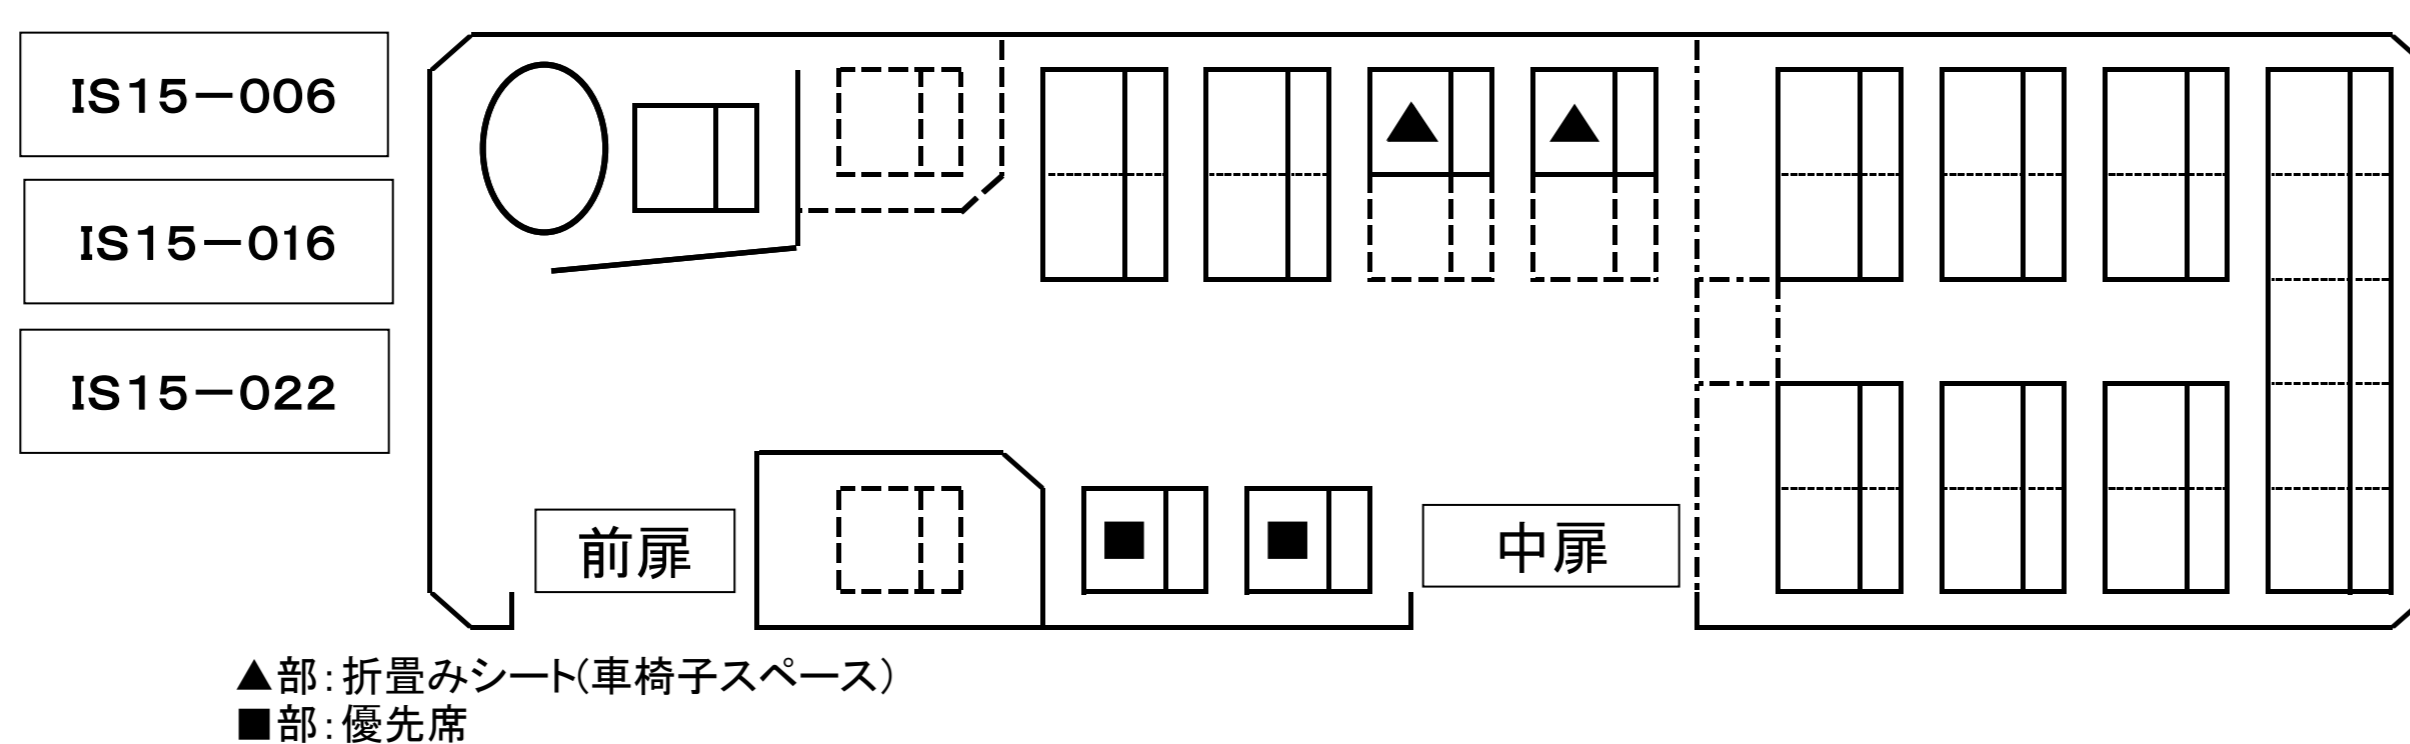 IS15－006
IS15－016
IS15－022
前扉
中扉
▲部：折畳みシート(車椅子スペース)
■部：優先席